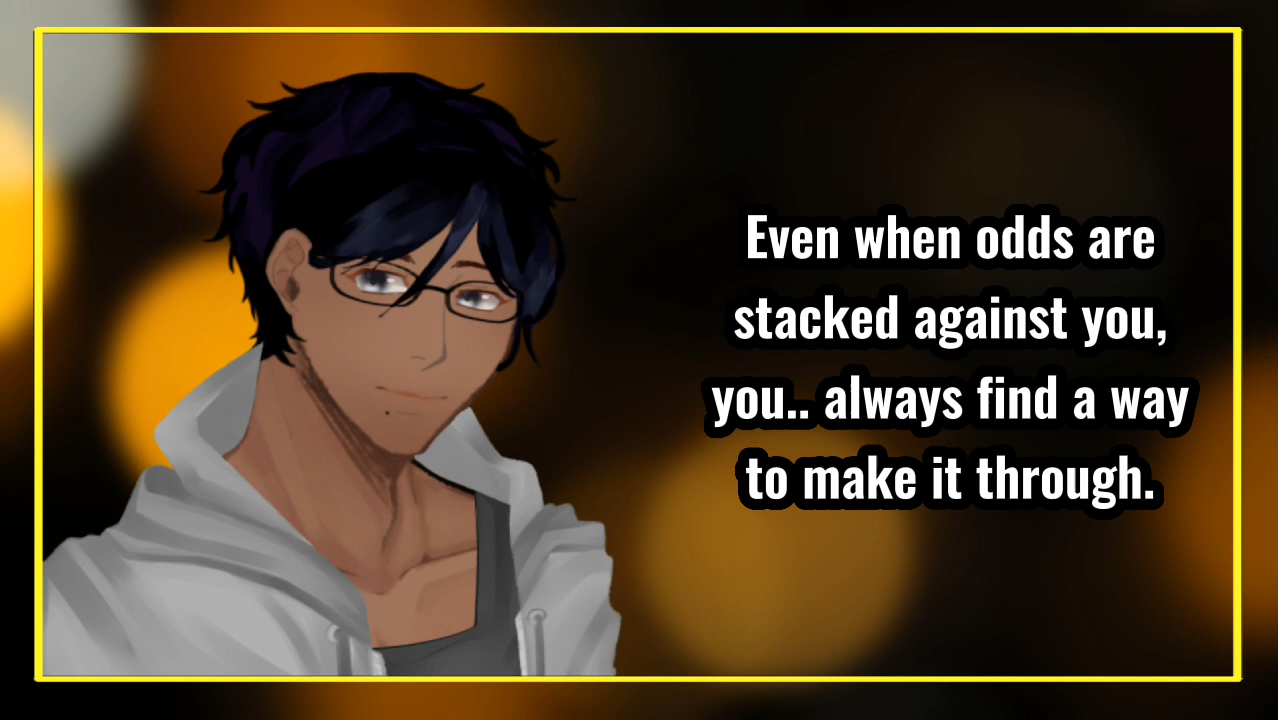 Even when odds are
stacked against you,
you.. always find a way
to make it through.